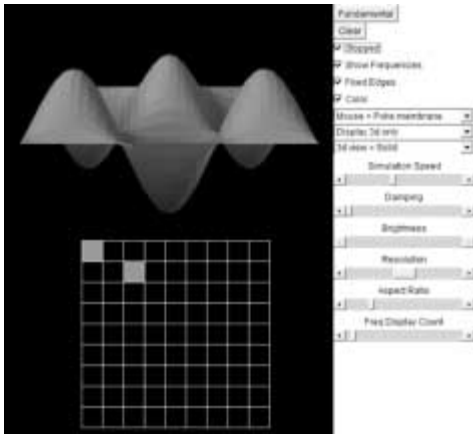 Fundamental
Clear
Stopped
Show Frequencies
Fixed Edges
Color
Mouse = Poke membrane
Display 3d only
3d view = Solid
Simulation Speed
Damping
Brightness
Resolution
Aspect Ratio
Freq Display Count